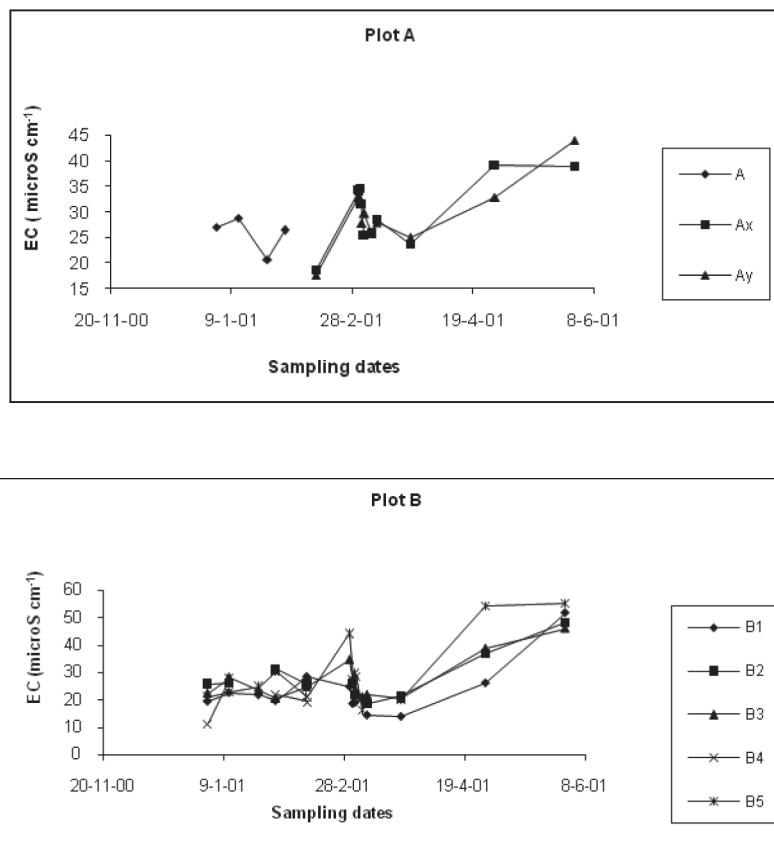 Plot A
EC ( microS cm-1)
45
40
35
30
25
20
15
20-11-00 9-1-01 28-2-01 19-4-01 8-6-01
Sampling dates
A
Ax
Ay
Plot B
EC (microS cm-1)
60
50
40
30
20
10
0
20-11-00 9-1-01 28-2-01 19-4-01 8-6-01
Sampling dates
B1
B2
B3
B4
B5